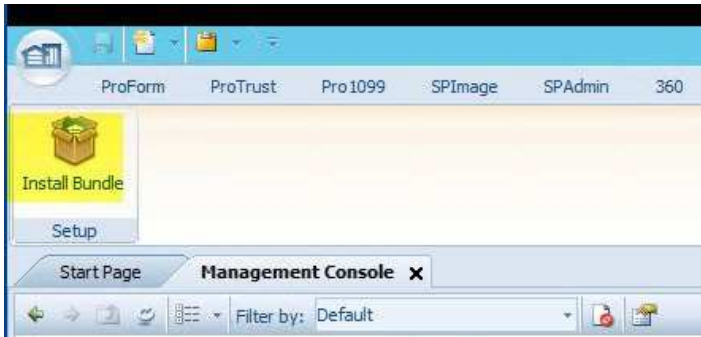 ProForm ProTrust Pro1099 SPImage SPAdmin 360
Install Bundle
Setup
Start Page Management Console
Filter by: Default